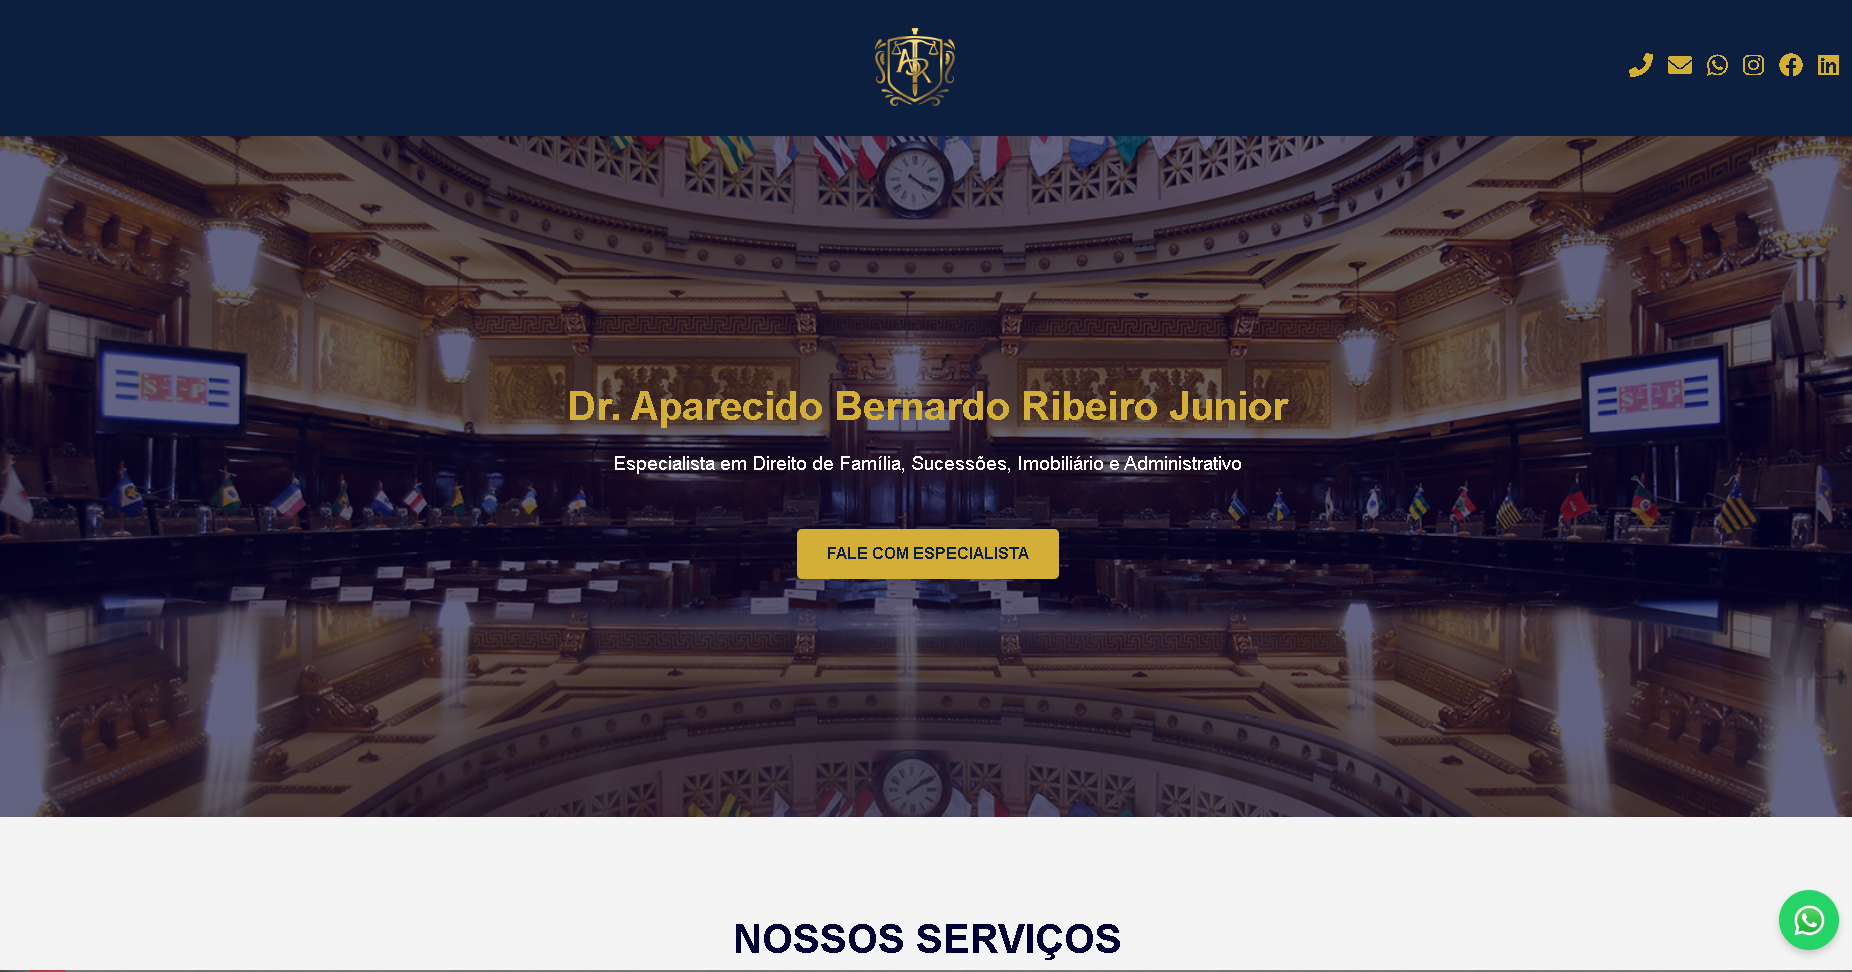 Dr. Aparecido Bernardo Ribeiro Junior
Especialista em Direito de Família, Sucessões, Imobiliário e Administrativo
FALE COM ESPECIALISTA
NOSSOS SERVIÇOS